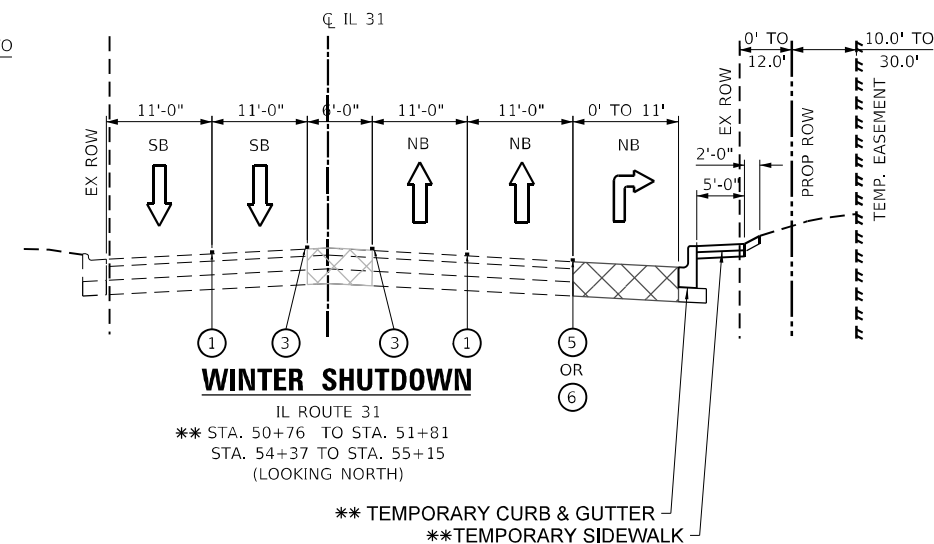 TO
℄ IL 31
0' TO
12.0'
10.0' TO
30.0'
11'-0" 11'-0" 6'-0" 11'-0" 11'-0" 0' TO 11'
EX ROW
SB SB NB NB NB
2'-0"
5'-0"
EX ROW
PROP ROW
TEMP. EASEMENT
1 3 3 1 5
OR
6
WINTER SHUTDOWN
IL ROUTE 31
** STA. 50+76 TO STA. 51+81
STA. 54+37 TO STA. 55+15
(LOOKING NORTH)
** TEMPORARY CURB & GUTTER
**TEMPORARY SIDEWALK